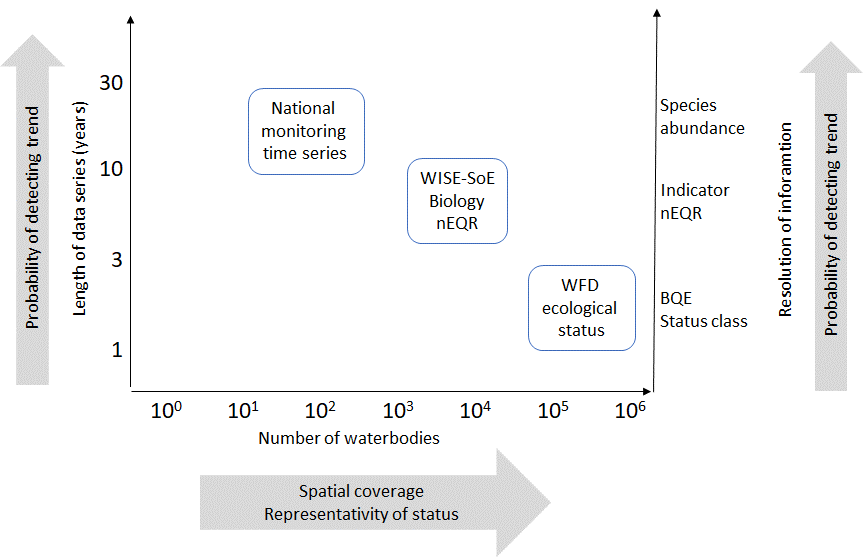 Probability of detecting trend
Length of data series (years)
30
10
3
1
National
monitoring
time series
WISE-SoE
Biology
nEQR
WFD
ecological
status
Species
abundance
Indicator
nEQR
BQE
Status class
Resolution of inforamtion
Probability of detecting trend
10⁰ 10¹ 10² 10³ 10⁴ 10⁵ 10⁶
Number of waterbodies
Spatial coverage
Representativity of status